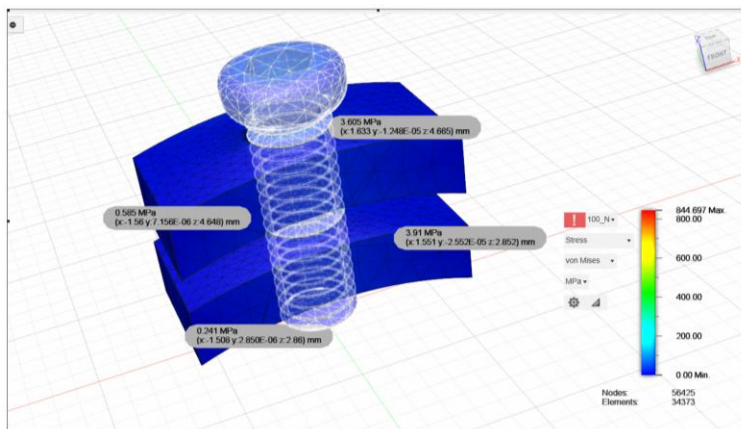 FRONT
3.605 MPa
(x:1.633 y:-1.248E-05 z:4.665) mm
0.585 MPa
(x:-1.56 y:7.156E-06 z:4.648) mm
3.91 MPa
(x:1.551 y:-2.552E-05 z:2.852) mm
0.241 MPa
(x:-1.508 y:2.850E-06 z:2.86) mm
! 100_N
Stress
von Mises
MPa
844.697 Max.
800.00
600.00
400.00
200.00
0.00 Min.
Nodes: 56425
Elements: 34373